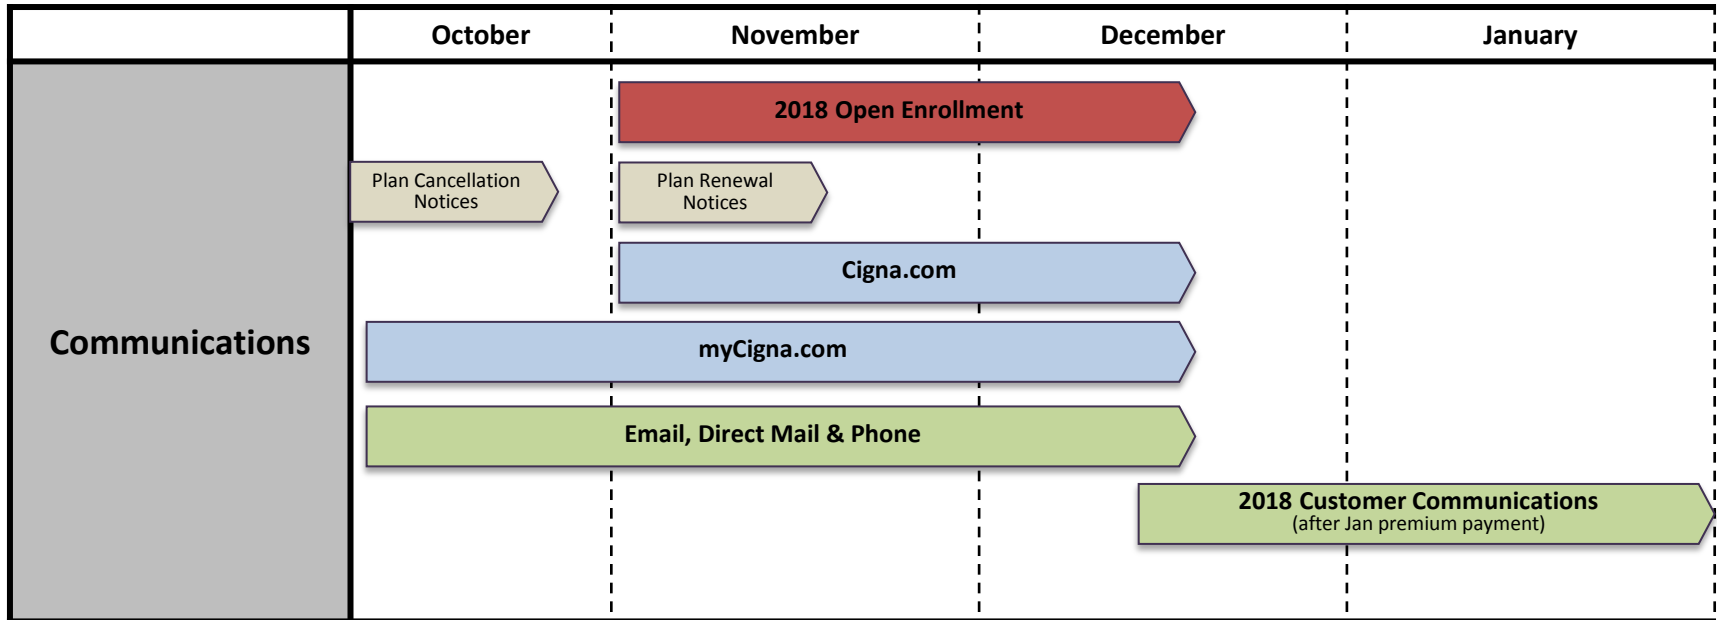 October
November
December
January
2018 Open Enrollment
Plan Cancellation
Notices
Plan Renewal
Notices
Cigna.com
Communications
myCigna.com
Email, Direct Mail & Phone
2018 Customer Communications
(after Jan premium payment)